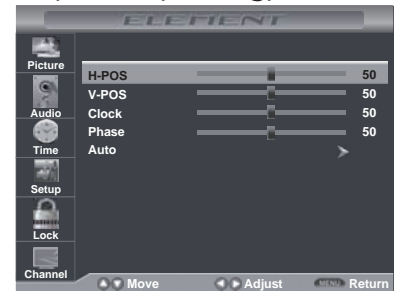 ELEMENT
Picture
Audio
Time
Setup
Lock
Channel
H-POS 50
V-POS 50
Clock 50
Phase 50
Auto
Move Adjust MENU Return